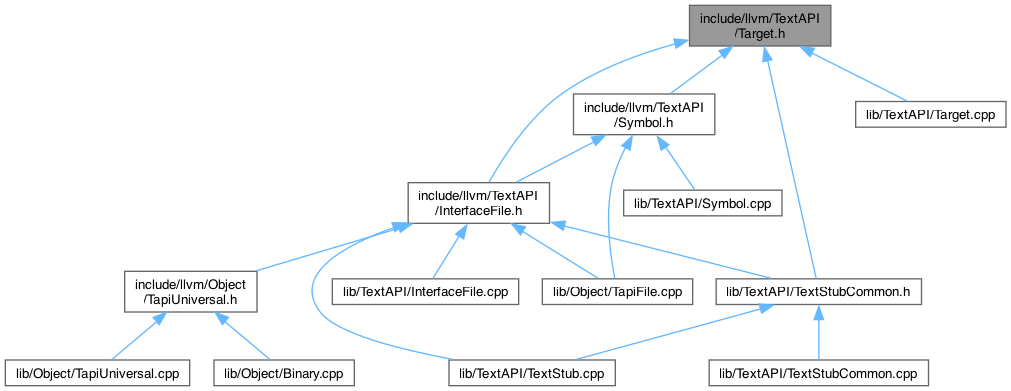 include/llvm/TextAPI
/Target.h
include/llvm/TextAPI
/Symbol.h
lib/TextAPI/Target.cpp
include/llvm/TextAPI
/InterfaceFile.h
lib/TextAPI/Symbol.cpp
include/llvm/Object
/TapiUniversal.h
lib/TextAPI/InterfaceFile.cpp
lib/Object/TapiFile.cpp
lib/TextAPI/TextStubCommon.h
lib/Object/TapiUniversal.cpp
lib/Object/Binary.cpp
lib/TextAPI/TextStub.cpp
lib/TextAPI/TextStubCommon.cpp